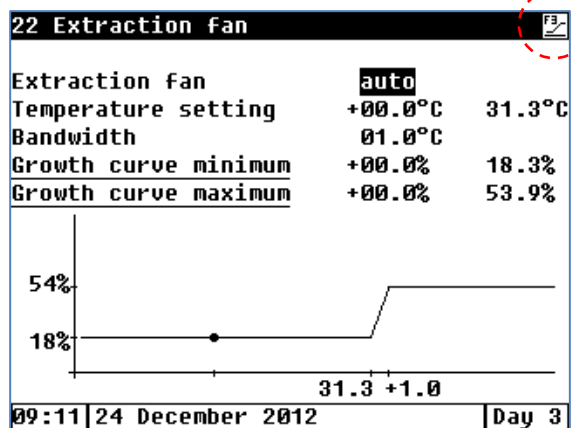 22 Extraction fan F3
Extraction fan auto
Temperature setting +00.0°C 31.3°C
Bandwidth 01.0°C
Growth curve minimum +00.0% 18.3%
Growth curve maximum +00.0% 53.9%
54%
18%
31.3 +1.0
09:11 24 December 2012 Day 3